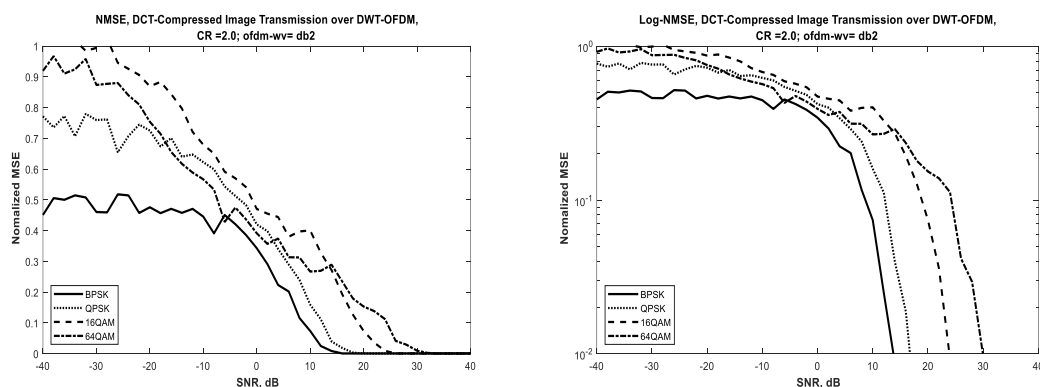 NMSE, DCT-Compressed Image Transmission over DWT-OFDM,
CR =2.0; ofdm-wv= db2
1
0.9
0.8
0.7
0.6
0.5
0.4
0.3
0.2
0.1
0
Nomalized MSE
BPSK
QPSK
16QAM
64QAM
-40 -30 -20 -10 0 10 20 30 40
SNR, dB
Log-NMSE, DCT-Compressed Image Transmission over DWT-OFDM,
CR =2.0; ofdm-wv= db2
10^0
10^-1
10^-2
Nomalized MSE
BPSK
QPSK
16QAM
64QAM
-40 -30 -20 -10 0 10 20 30 40
SNR, dB